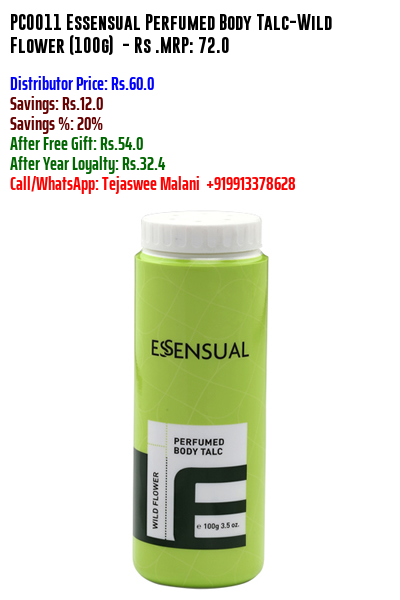 PC0011 Essensual Perfumed Body Talc-Wild
Flower (100g) - Rs .MRP: 72.0
Distributor Price: Rs.60.0
Savings: Rs.12.0
Savings %: 20%
After Free Gift: Rs.54.0
After Year Loyalty: Rs.32.4
Call/WhatsApp: Tejaswee Malani +919913378628
ESSENSUAL
PERFUMED
BODY TALC
WILD FLOWER
e 100g 3.5 oz.